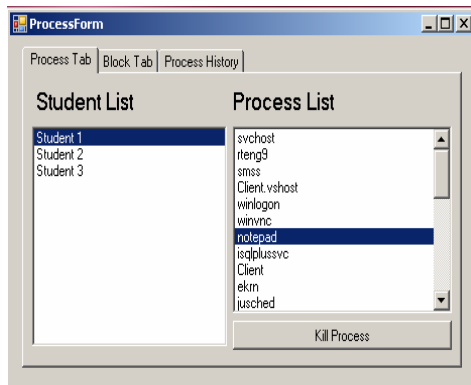 ProcessForm
Process Tab Block Tab Process History
Student List
Student 1
Student 2
Student 3
Process List
svchost
rteng9
smss
Client.vshost
winlogon
winvnc
notepad
isqlplussvc
Client
ekrn
jusched
Kill Process